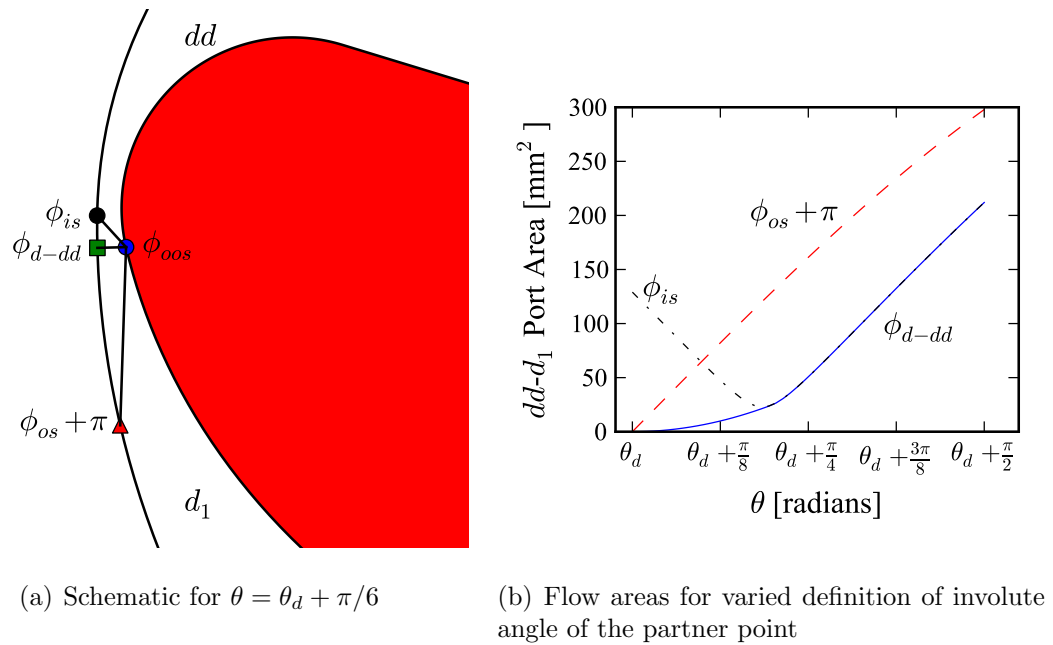 dd
ϕ_is
ϕ_d−dd
ϕ_oos
ϕ_os + π
d_1
(a) Schematic for θ = θ_d + π/6
dd-d_1 Port Area [mm^2 ]
300
250
200
150
100
50
0
ϕ_os + π
ϕ_is
ϕ_d−dd
θ_d θ_d + π/8 θ_d + π/4 θ_d + 3π/8 θ_d + π/2
θ [radians]
(b) Flow areas for varied definition of involute
angle of the partner point